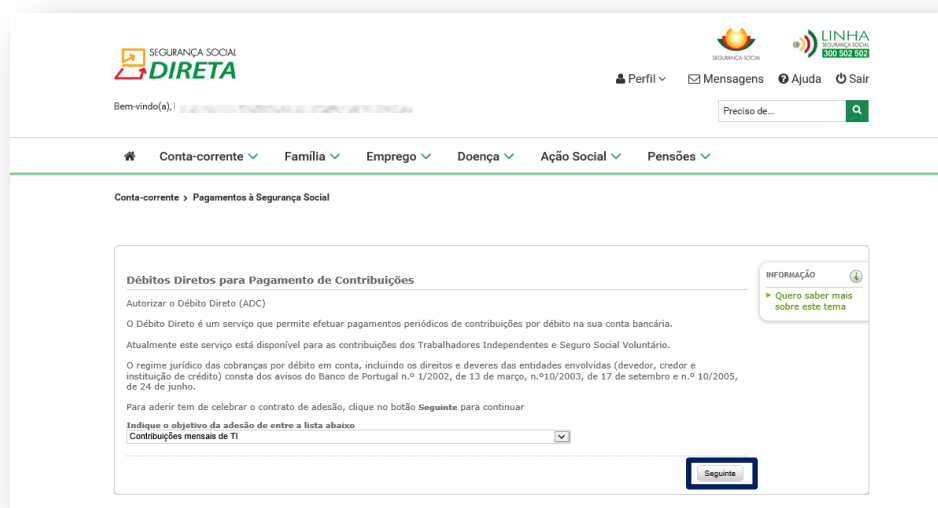 SEGURANÇA SOCIAL
DIRETA
SEGURANÇA SOCIAL
LINHA
SEGURANÇA SOCIAL
300 502 502
Perfil
Mensagens
Ajuda
Sair
Bem-vindo(a),
Preciso de...
Conta-corrente
Família
Emprego
Doença
Ação Social
Pensões
Conta-corrente > Pagamentos à Segurança Social
Débitos Diretos para Pagamento de Contribuições
Autorizar o Débito Direto (ADC)
O Débito Direto é um serviço que permite efetuar pagamentos periódicos de contribuições por débito na sua conta bancária.
Atualmente este serviço está disponível para as contribuições dos Trabalhadores Independentes e Seguro Social Voluntário.
O regime jurídico das cobranças por débito em conta, incluindo os direitos e deveres das entidades envolvidas (devedor, credor e
instituição de crédito) consta dos avisos do Banco de Portugal n.º 1/2002, de 13 de março, n.º10/2003, de 17 de setembro e n.º 10/2005,
de 24 de junho.
Para aderir tem de celebrar o contrato de adesão, clique no botão Seguinte para continuar
Indique o objetivo da adesão de entre a lista abaixo
Contribuições mensais de TI
Seguinte
INFORMAÇÃO
Quero saber mais
sobre este tema